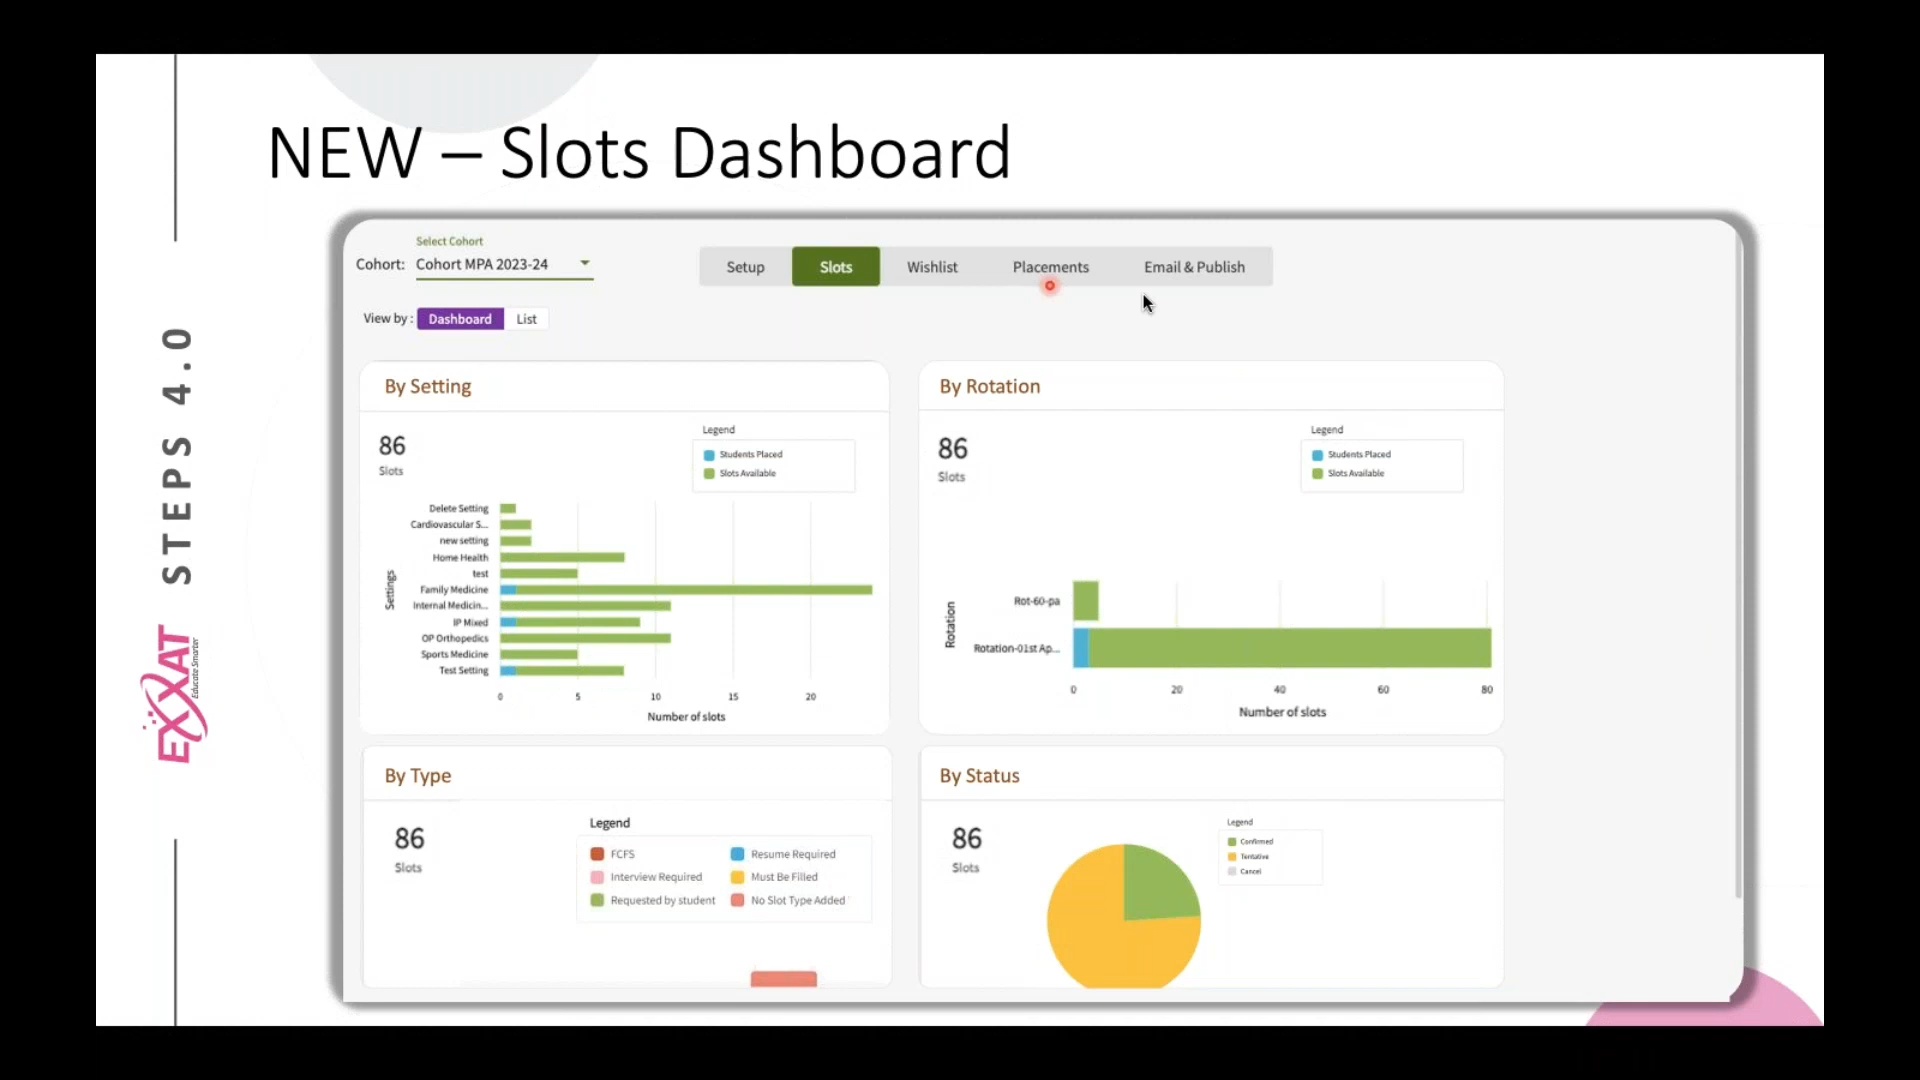 NEW – Slots Dashboard
STEPS 4.0
EXXAT
Educate Smarter
Select Cohort
Cohort: Cohort MPA 2023-24
Setup Slots Wishlist Placements Email & Publish
View by : Dashboard List
By Setting
86
Slots
Legend
Students Placed
Slots Available
Settings
Delete Setting
Cardiovascular S...
new setting
Home Health
test
Family Medicine
Internal Medicin...
IP Mixed
OP Orthopedics
Sports Medicine
Test Setting
0 5 10 15 20
Number of slots
By Rotation
86
Slots
Legend
Students Placed
Slots Available
Rotation
Rot-60-pa
Rotation-01st Ap...
0 20 40 60 80
Number of slots
By Type
86
Slots
Legend
FCFS Resume Required
Interview Required Must Be Filled
Requested by student No Slot Type Added
By Status
86
Slots
Legend
Confirmed
Tentative
Cancel